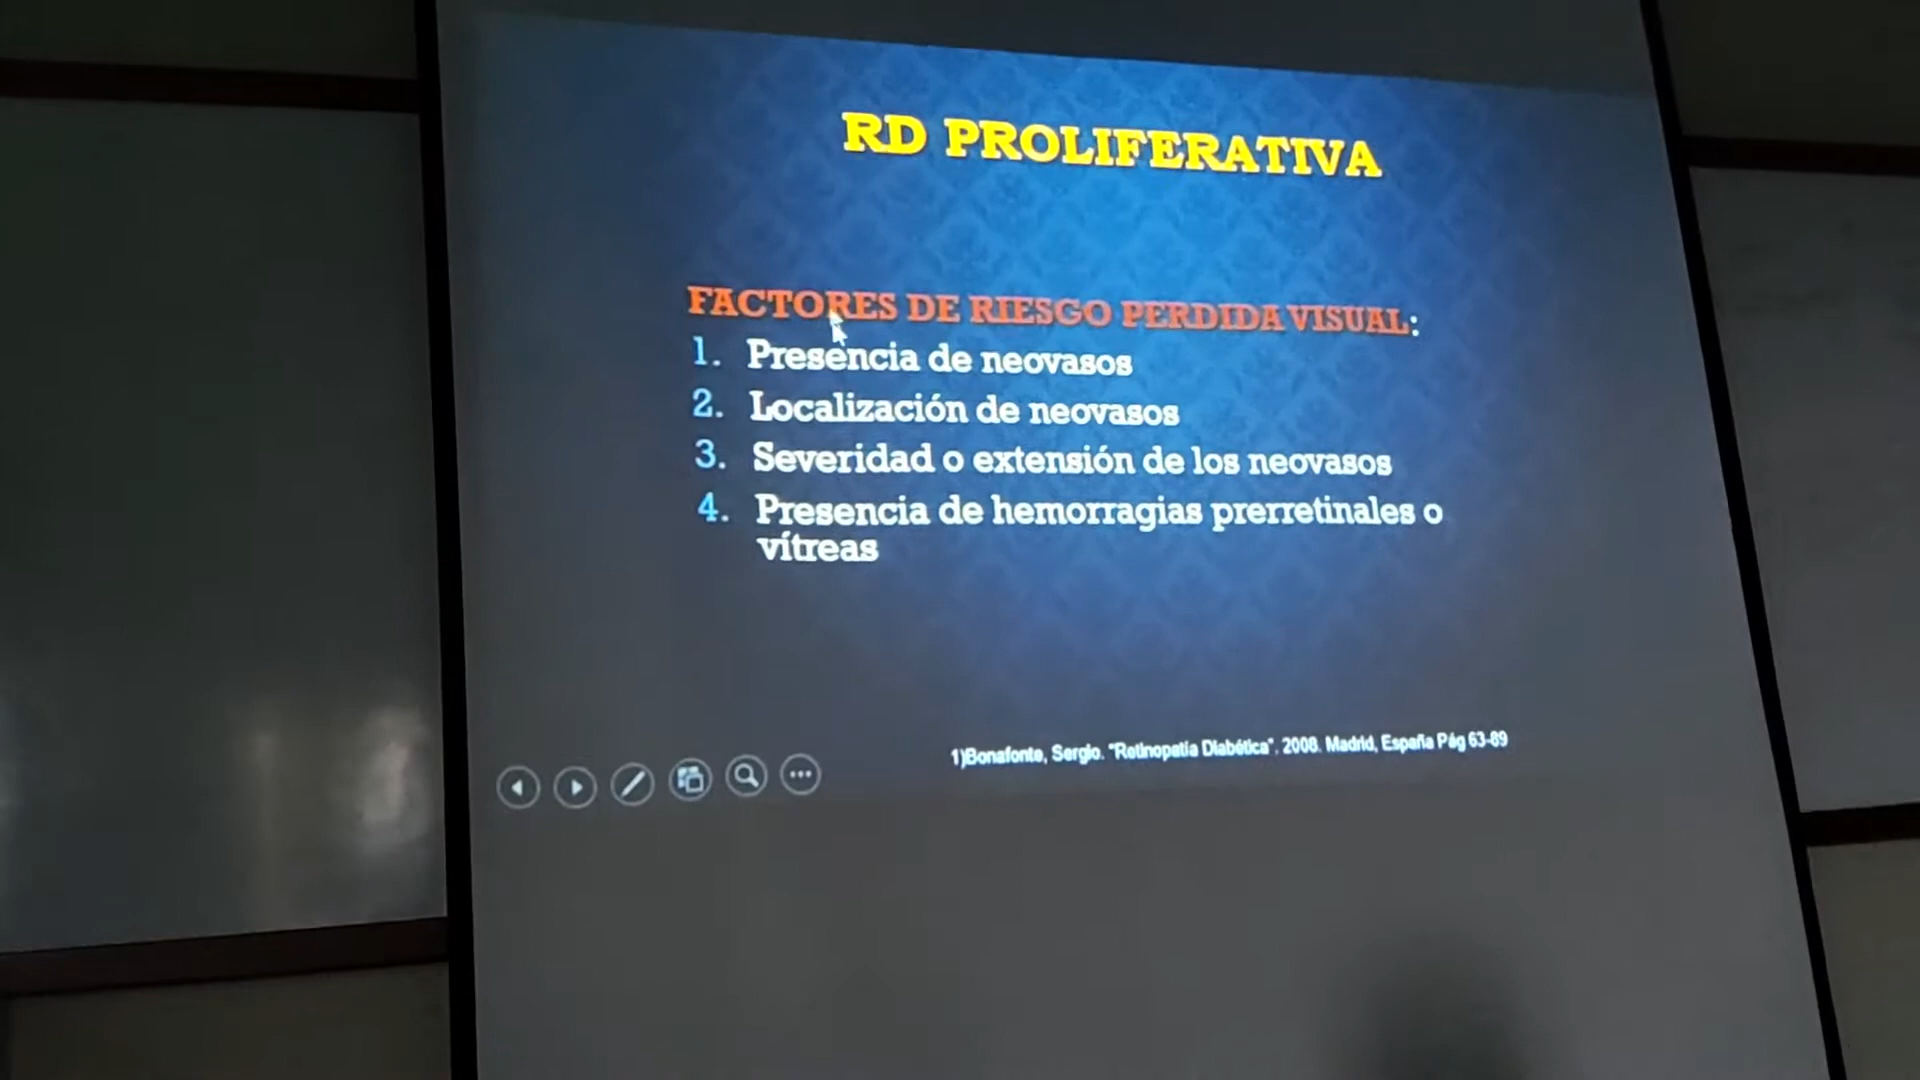 RD PROLIFERATIVA
FACTORES DE RIESGO PERDIDA VISUAL:
1. Presencia de neovasos
2. Localización de neovasos
3. Severidad o extensión de los neovasos
4. Presencia de hemorragias prerretinales o
vítreas
1)Bonafonte, Sergio. "Retinopatía Diabética". 2008. Madrid, España Pág 63-89